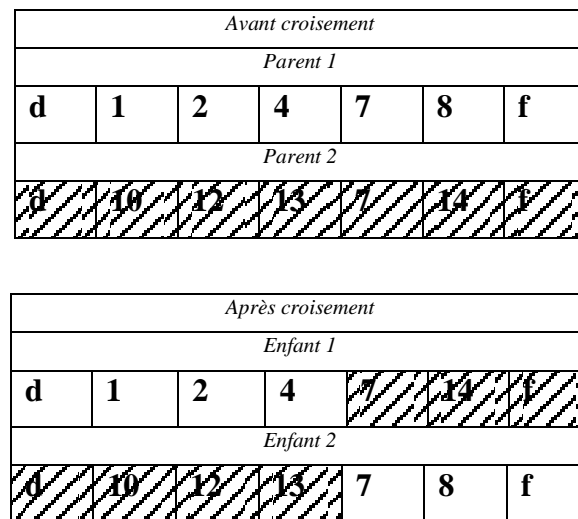 Avant croisement
Parent 1
d 1 2 4 7 8 f
Parent 2
d 10 12 13 7 14 f
Après croisement
Enfant 1
d 1 2 4 7 14 f
Enfant 2
d 10 12 13 7 8 f